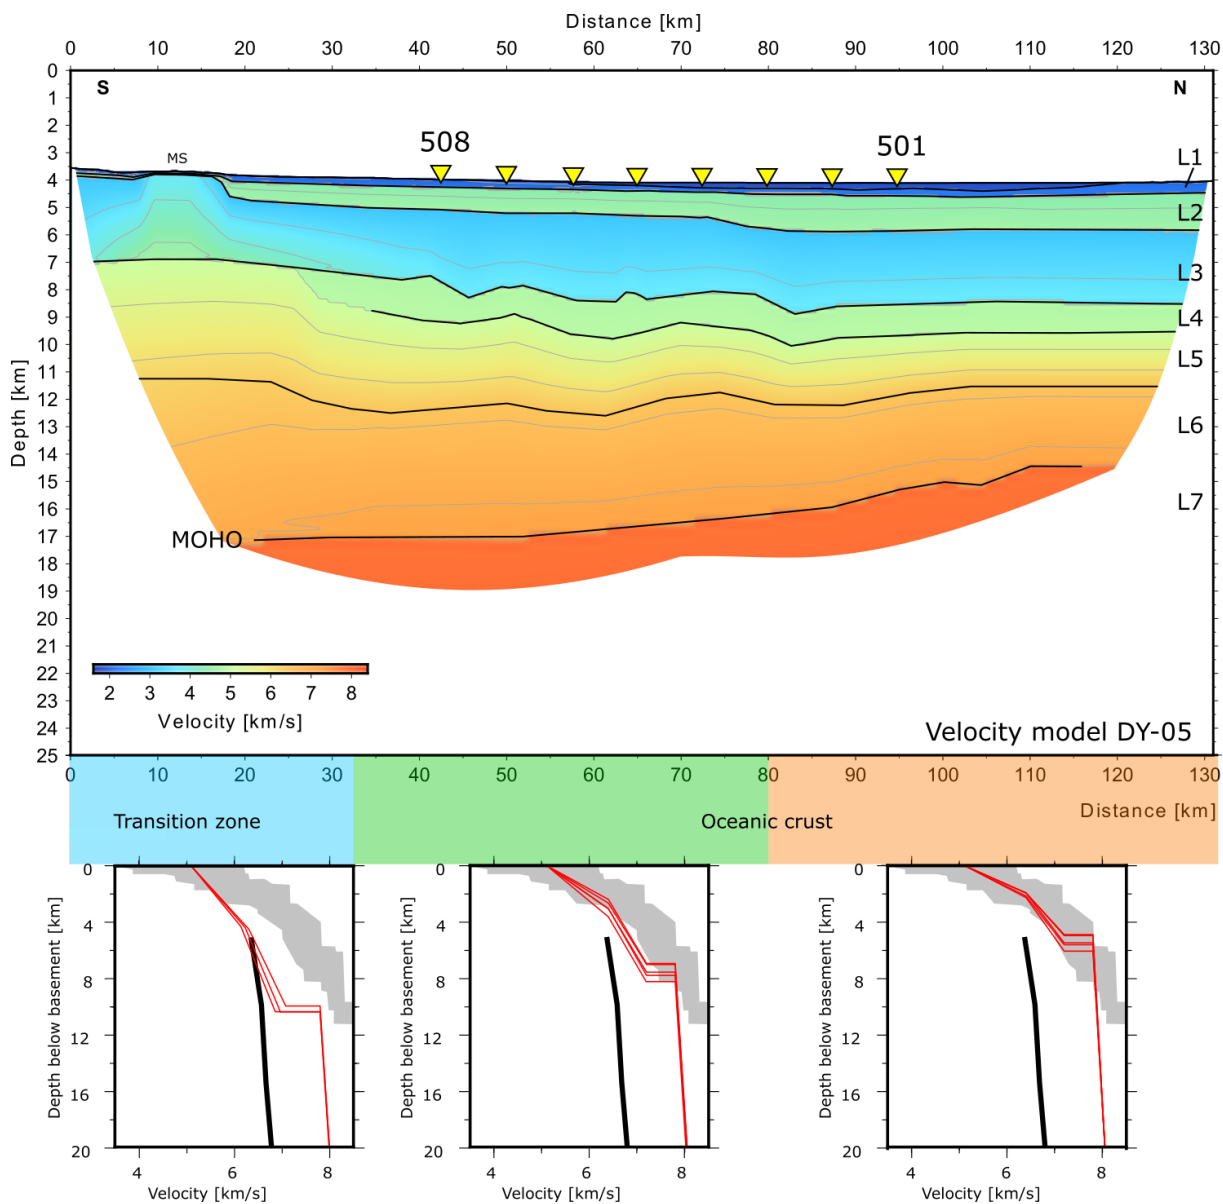 Distance [km]
0 10 20 30 40 50 60 70 80 90 100 110 120 130
0
1
2
3
4
5
6
7
8
9
10
11
12
13
14
15
16
17
18
19
20
21
22
23
24
25
Depth [km]
S
N
MS
508
501
L1
L2
L3
L4
L5
L6
L7
MOHO
2 3 4 5 6 7 8
Velocity [km/s]
Velocity model DY-05
0 10 20 30 40 50 60 70 80 90 100 110 120 130
Distance [km]
Transition zone
Oceanic crust
0
4
8
12
16
20
Depth below basement [km]
4 6 8
Velocity [km/s]
0
4
8
12
16
20
Depth below basement [km]
4 6 8
Velocity [km/s]
0
4
8
12
16
20
Depth below basement [km]
4 6 8
Velocity [km/s]